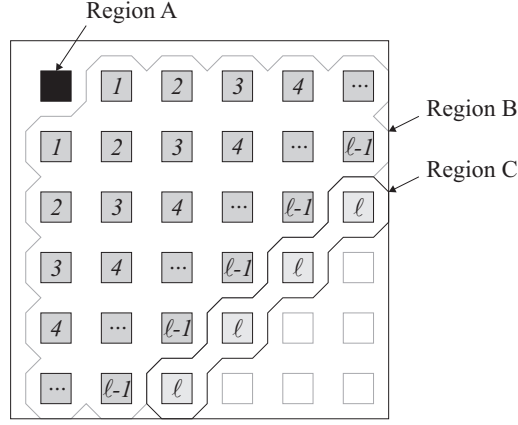 Region A
1 2 3 4 ...
Region B
1 2 3 4 ... ℓ-1
Region C
2 3 4 ... ℓ-1 ℓ
3 4 ... ℓ-1 ℓ
4 ... ℓ-1 ℓ
... ℓ-1 ℓ